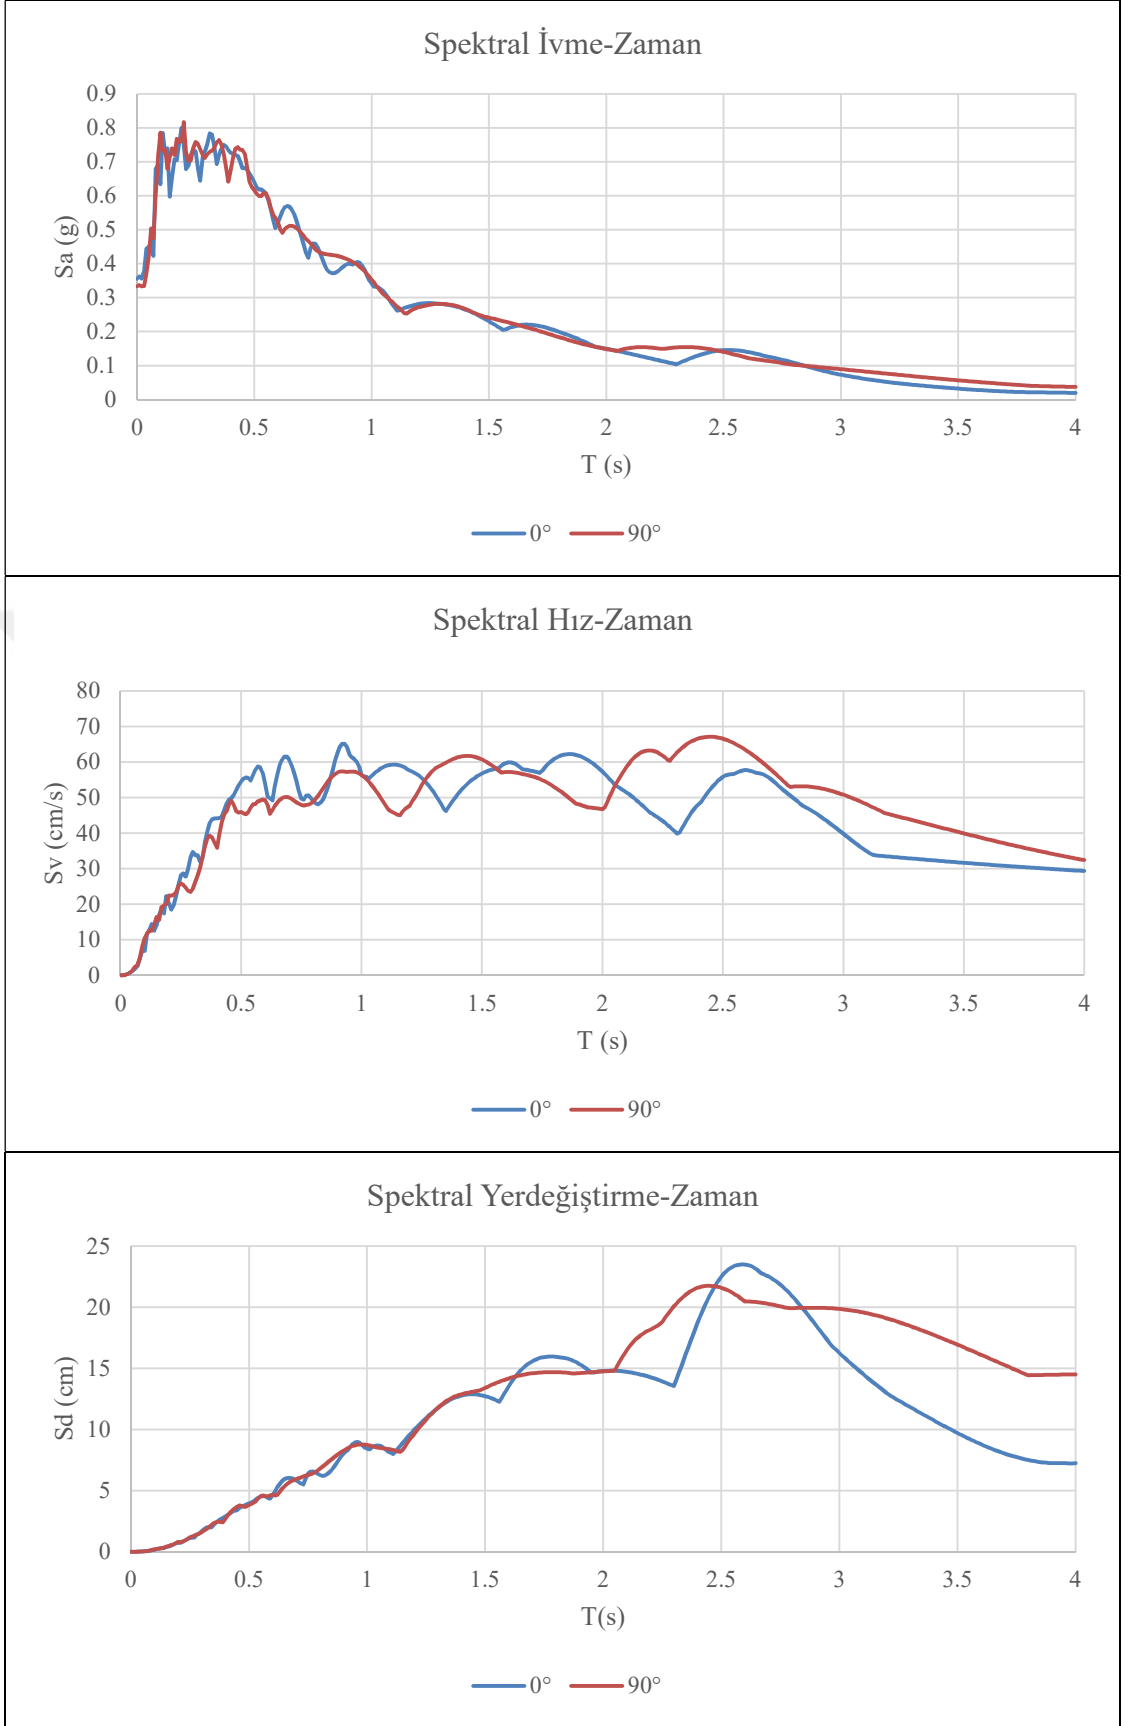 Spektral İvme-Zaman
0.9
0.8
0.7
0.6
0.5
0.4
0.3
0.2
0.1
0
Sa (g)
0 0.5 1 1.5 2 2.5 3 3.5 4
T (s)
0° 90°
Spektral Hız-Zaman
80
70
60
50
40
30
20
10
0
Sv (cm/s)
0 0.5 1 1.5 2 2.5 3 3.5 4
T (s)
0° 90°
Spektral Yerdeğiştirme-Zaman
25
20
15
10
5
0
Sd (cm)
0 0.5 1 1.5 2 2.5 3 3.5 4
T(s)
0° 90°